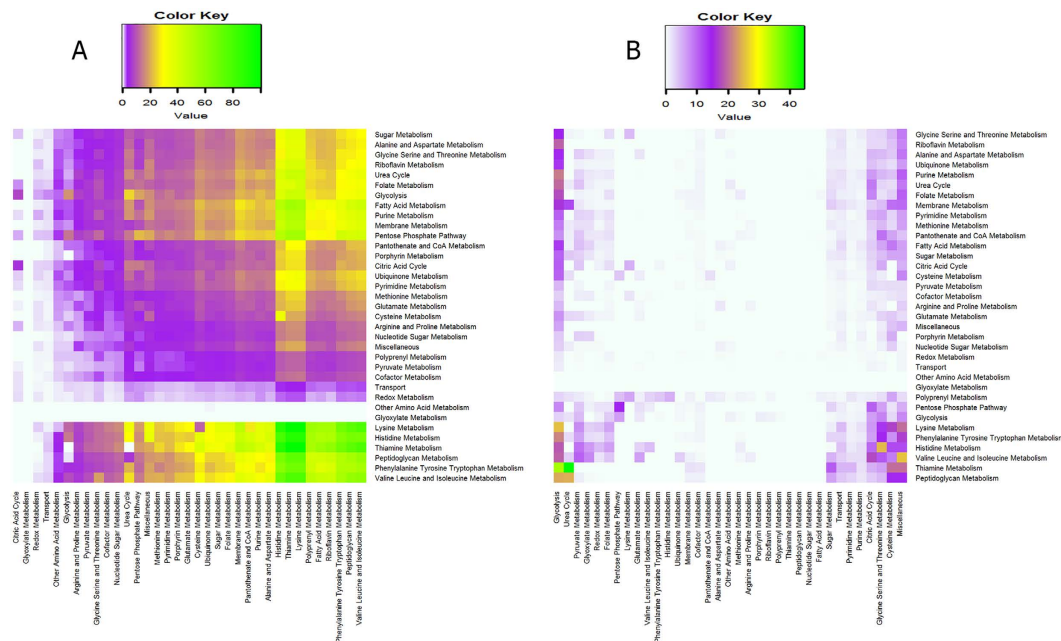 Color Key
A
0 20 40 60 80
Value
Sugar Metabolism
Alanine and Aspartate Metabolism
Glycine Serine and Threonine Metabolism
Riboflavin Metabolism
Urea Cycle
Folate Metabolism
Glycolysis
Fatty Acid Metabolism
Purine Metabolism
Membrane Metabolism
Pentose Phosphate Pathway
Pantothenate and CoA Metabolism
Porphyrin Metabolism
Citric Acid Cycle
Ubiquinone Metabolism
Pyrimidine Metabolism
Methionine Metabolism
Glutamate Metabolism
Cysteine Metabolism
Arginine and Proline Metabolism
Nucleotide Sugar Metabolism
Miscellaneous
Polyprenyl Metabolism
Pyruvate Metabolism
Cofactor Metabolism
Transport
Redox Metabolism
Other Amino Acid Metabolism
Glyoxylate Metabolism
Lysine Metabolism
Histidine Metabolism
Thiamine Metabolism
Peptidoglycan Metabolism
Phenylalanine Tyrosine Tryptophan Metabolism
Valine Leucine and Isoleucine Metabolism
Citric Acid Cycle
Glyoxylate Metabolism
Redox Metabolism
Transport
Other Amino Acid Metabolism
Glycolysis
Arginine and Proline Metabolism
Pyruvate Metabolism
Glycine Serine and Threonine Metabolism
Cofactor Metabolism
Nucleotide Sugar Metabolism
Urea Cycle
Pentose Phosphate Pathway
Miscellaneous
Methionine Metabolism
Pyrimidine Metabolism
Porphyrin Metabolism
Glutamate Metabolism
Cysteine Metabolism
Ubiquinone Metabolism
Sugar Metabolism
Folate Metabolism
Membrane Metabolism
Pantothenate and CoA Metabolism
Purine Metabolism
Alanine and Aspartate Metabolism
Histidine Metabolism
Thiamine Metabolism
Lysine Metabolism
Polyprenyl Metabolism
Fatty Acid Metabolism
Riboflavin Metabolism
Phenylalanine Tyrosine Tryptophan Metabolism
Peptidoglycan Metabolism
Valine Leucine and Isoleucine Metabolism
Color Key
B
0 10 20 30 40
Value
Glycine Serine and Threonine Metabolism
Riboflavin Metabolism
Alanine and Aspartate Metabolism
Ubiquinone Metabolism
Purine Metabolism
Urea Cycle
Folate Metabolism
Membrane Metabolism
Pyrimidine Metabolism
Methionine Metabolism
Pantothenate and CoA Metabolism
Fatty Acid Metabolism
Sugar Metabolism
Citric Acid Cycle
Cysteine Metabolism
Pyruvate Metabolism
Cofactor Metabolism
Arginine and Proline Metabolism
Glutamate Metabolism
Miscellaneous
Porphyrin Metabolism
Nucleotide Sugar Metabolism
Redox Metabolism
Transport
Other Amino Acid Metabolism
Glyoxylate Metabolism
Polyprenyl Metabolism
Pentose Phosphate Pathway
Glycolysis
Lysine Metabolism
Phenylalanine Tyrosine Tryptophan Metabolism
Histidine Metabolism
Valine Leucine and Isoleucine Metabolism
Thiamine Metabolism
Peptidoglycan Metabolism
Glycolysis
Urea Cycle
Pyruvate Metabolism
Glyoxylate Metabolism
Redox Metabolism
Folate Metabolism
Pentose Phosphate Pathway
Lysine Metabolism
Glutamate Metabolism
Valine Leucine and Isoleucine Metabolism
Phenylalanine Tyrosine Tryptophan Metabolism
Histidine Metabolism
Ubiquinone Metabolism
Membrane Metabolism
Cofactor Metabolism
Pantothenate and CoA Metabolism
Alanine and Aspartate Metabolism
Other Amino Acid Metabolism
Methionine Metabolism
Arginine and Proline Metabolism
Porphyrin Metabolism
Riboflavin Metabolism
Polyprenyl Metabolism
Thiamine Metabolism
Peptidoglycan Metabolism
Nucleotide Sugar Metabolism
Fatty Acid Metabolism
Sugar Metabolism
Transport
Pyrimidine Metabolism
Purine Metabolism
Citric Acid Cycle
Glycine Serine and Threonine Metabolism
Cysteine Metabolism
Miscellaneous